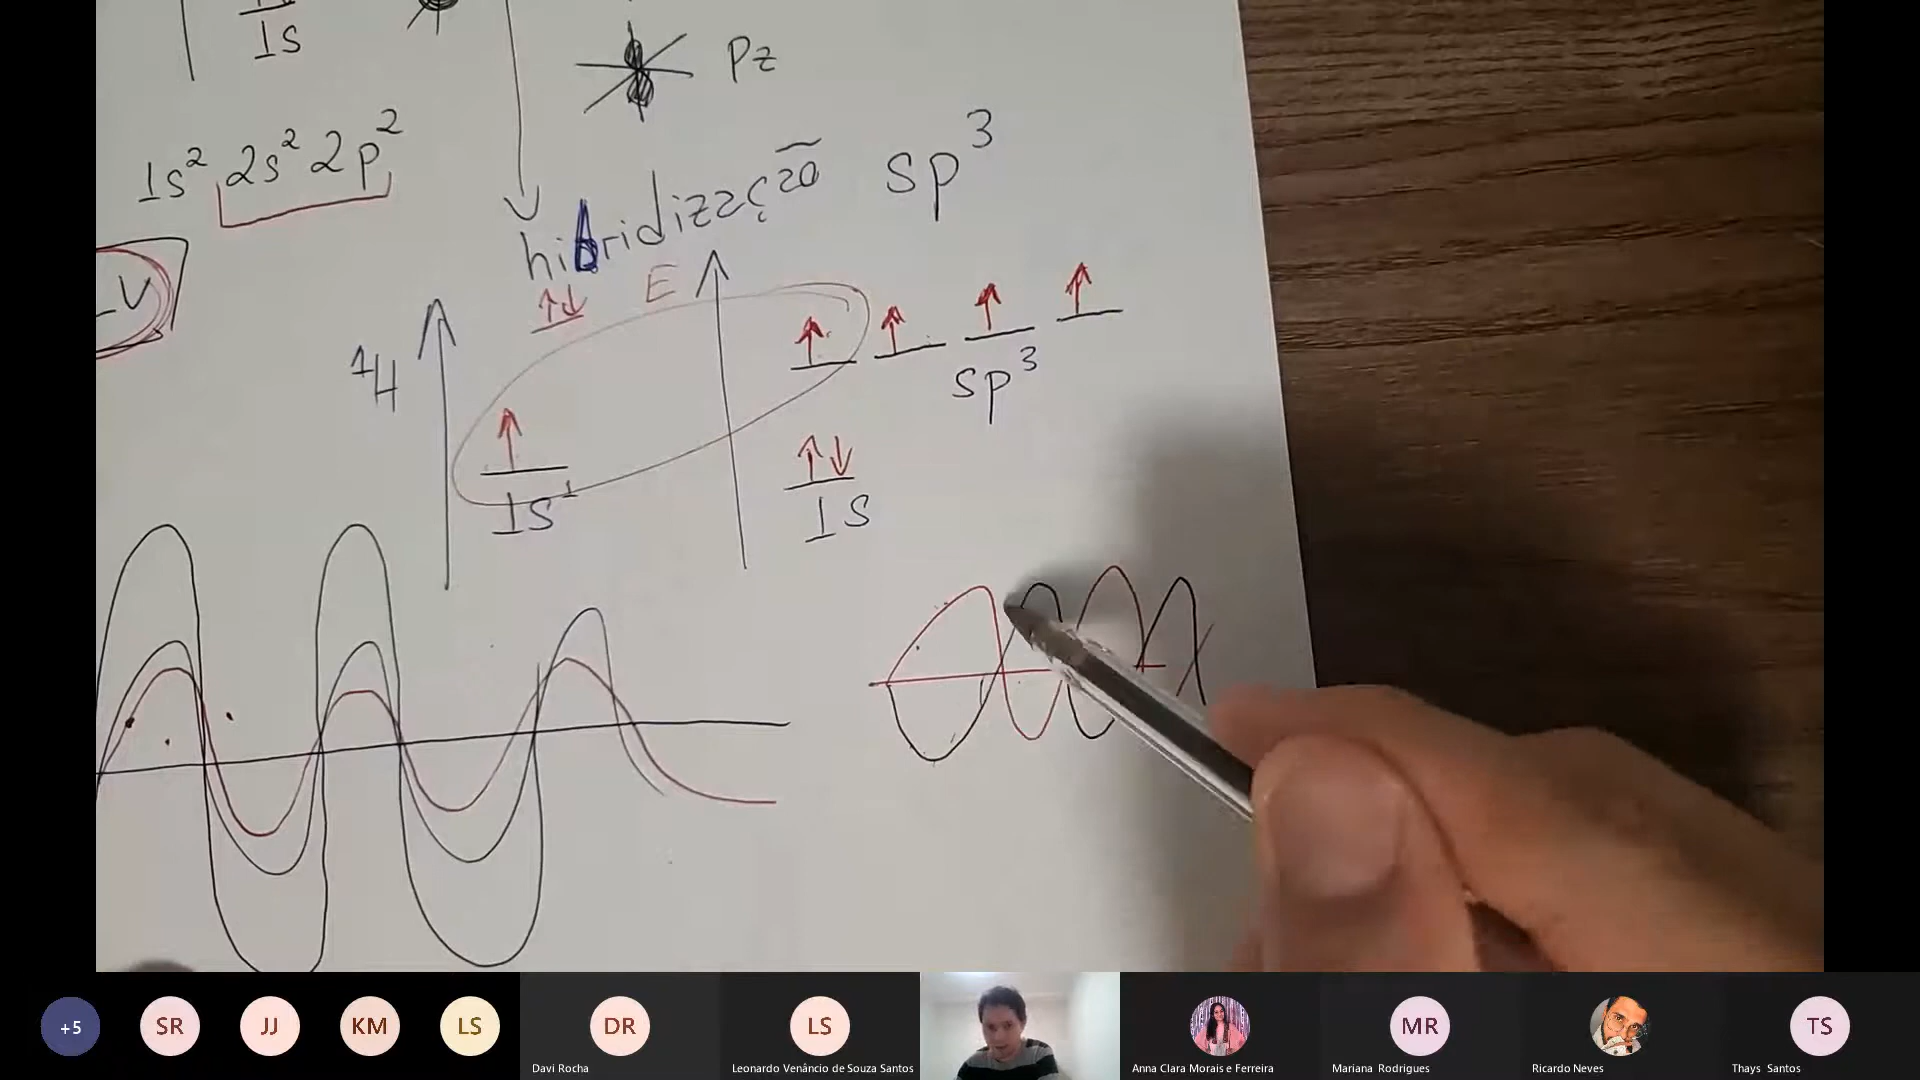 1s
Pz
1s² 2s² 2p²
hibridização sp³
LV
E
¹H
sp³
1s¹
1s
+5
SR
JJ
KM
LS
DR
LS
MR
TS
Davi Rocha
Leonardo Venâncio de Souza Santos
Anna Clara Morais e Ferreira
Mariana Rodrigues
Ricardo Neves
Thays Santos